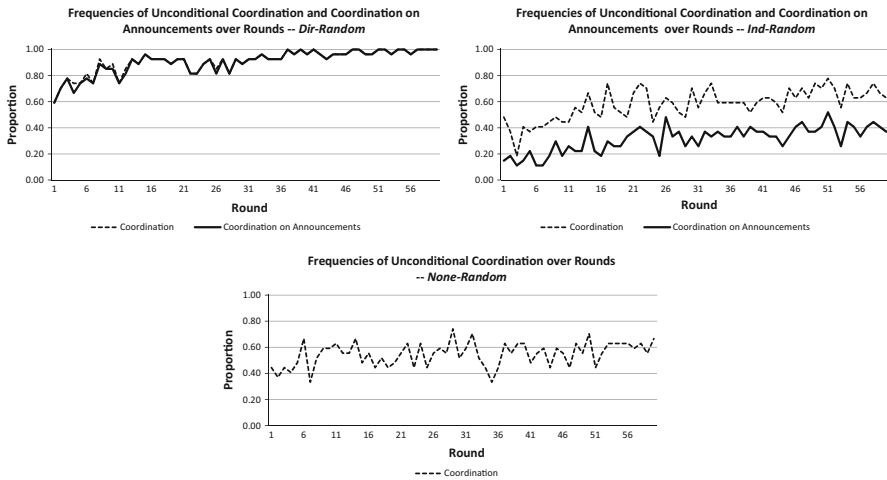 Frequencies of Unconditional Coordination and Coordination on
Announcements over Rounds -- Dir-Random
1.00
0.80
0.60
0.40
0.20
0.00
Proportion
1 6 11 16 21 26 31 36 41 46 51 56
Round
Coordination Coordination on Announcements
Frequencies of Unconditional Coordination and Coordination on
Announcements over Rounds -- Ind-Random
1.00
0.80
0.60
0.40
0.20
0.00
Proportion
1 6 11 16 21 26 31 36 41 46 51 56
Round
Coordination Coordination on Announcements
Frequencies of Unconditional Coordination over Rounds
-- None-Random
1.00
0.80
0.60
0.40
0.20
0.00
Proportion
1 6 11 16 21 26 31 36 41 46 51 56
Round
Coordination